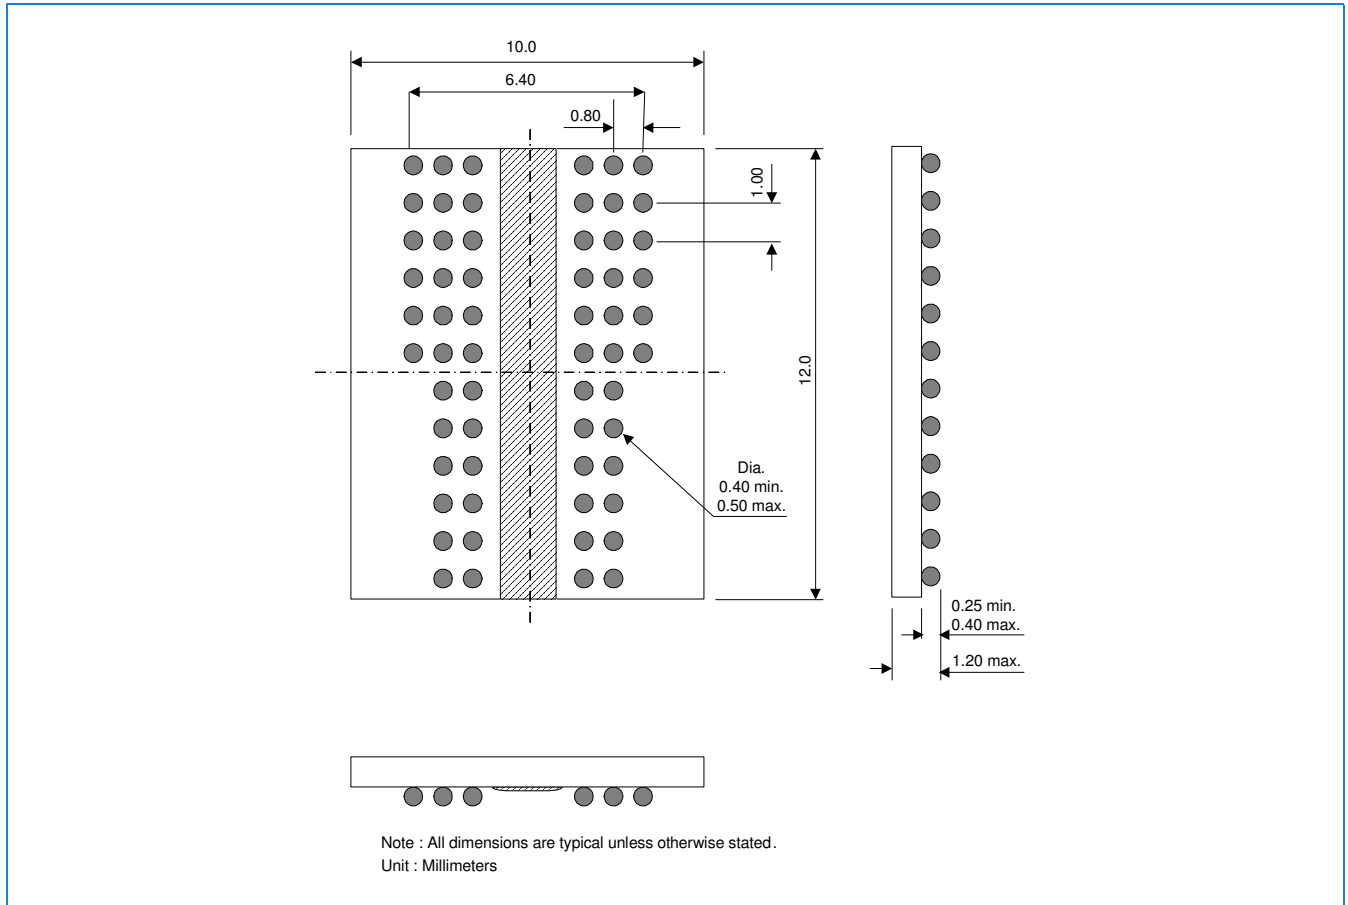 10.0
6.40
0.80
1.00
12.0
Dia.
0.40 min.
0.50 max.
0.25 min.
0.40 max.
1.20 max.
Note : All dimensions are typical unless otherwise stated.
Unit : Millimeters